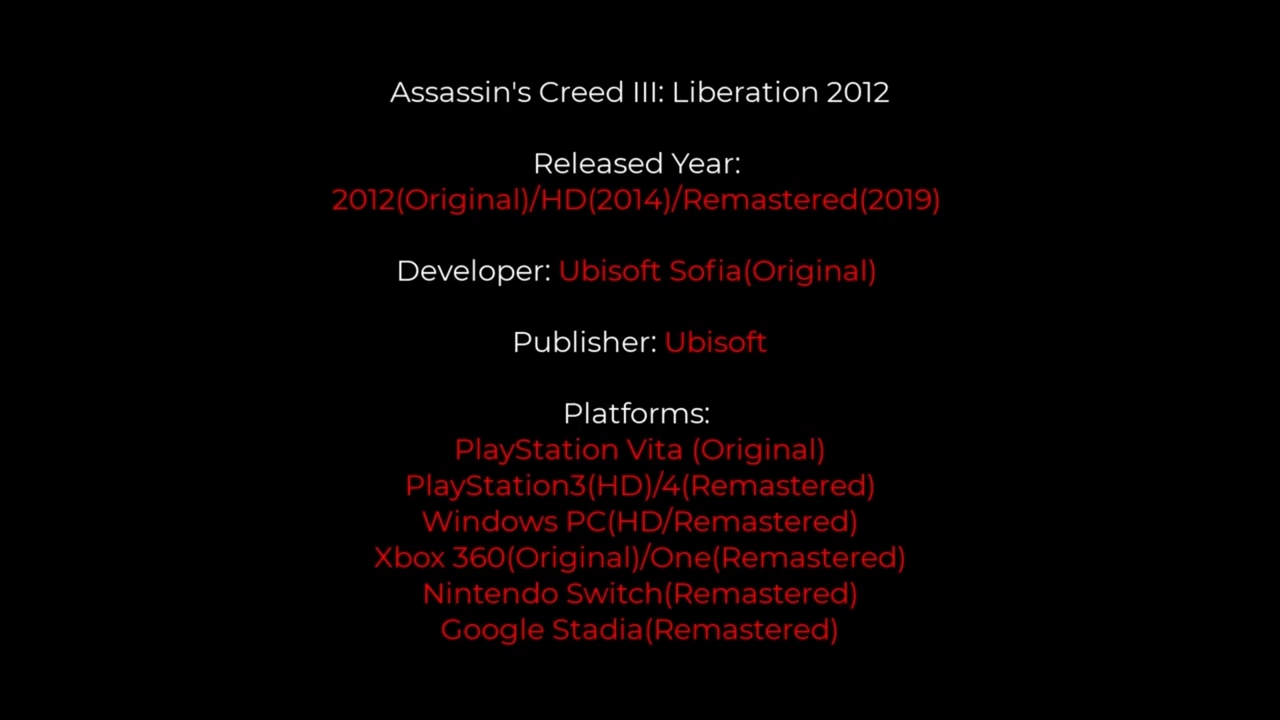 Assassin's Creed III: Liberation 2012
Released Year:
2012(Original)/HD(2014)/Remastered(2019)
Developer: Ubisoft Sofia(Original)
Publisher: Ubisoft
Platforms:
PlayStation Vita (Original)
PlayStation3(HD)/4(Remastered)
Windows PC(HD/Remastered)
Xbox 360(Original)/One(Remastered)
Nintendo Switch(Remastered)
Google Stadia(Remastered)